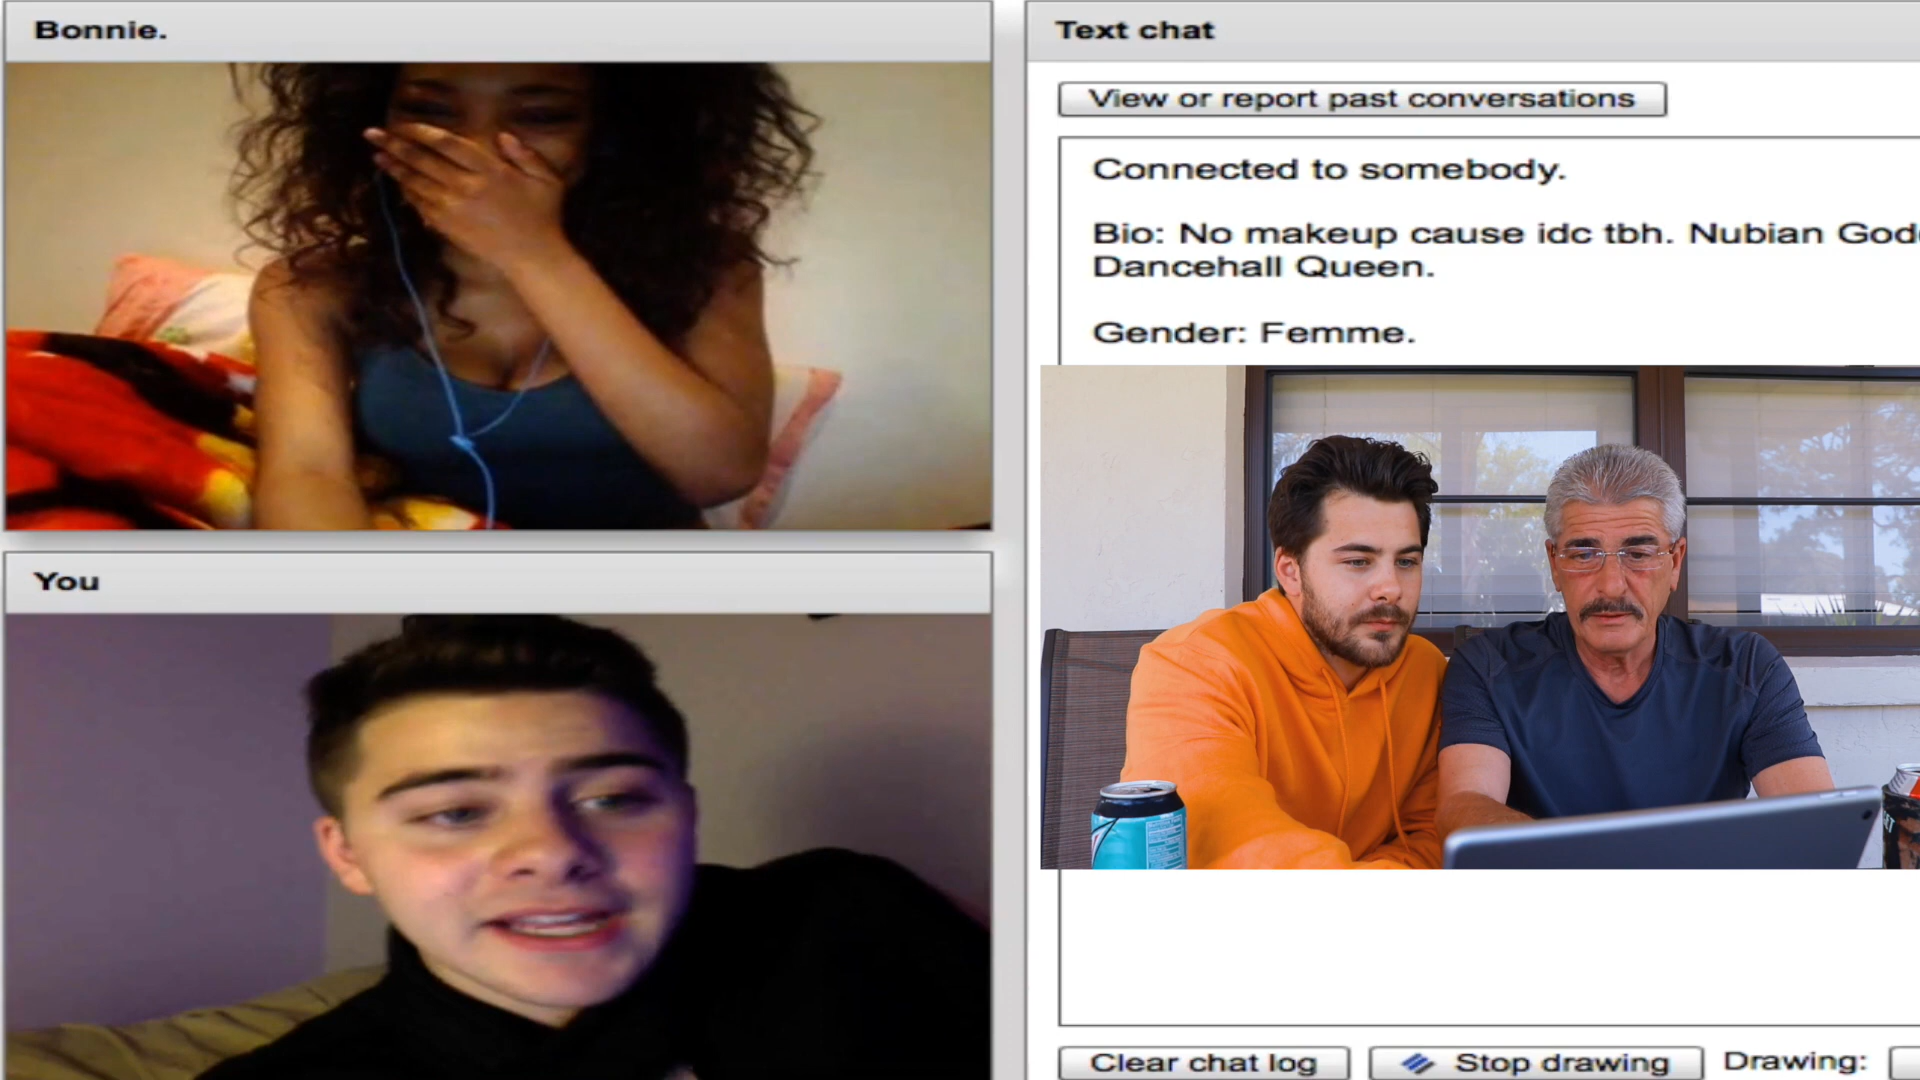 Bonnie.
Text chat
View or report past conversations
Connected to somebody.
Bio: No makeup cause idc tbh. Nubian
Dancehall Queen.
Gender: Femme.
You
Clear chat log
Stop drawing
Drawing: